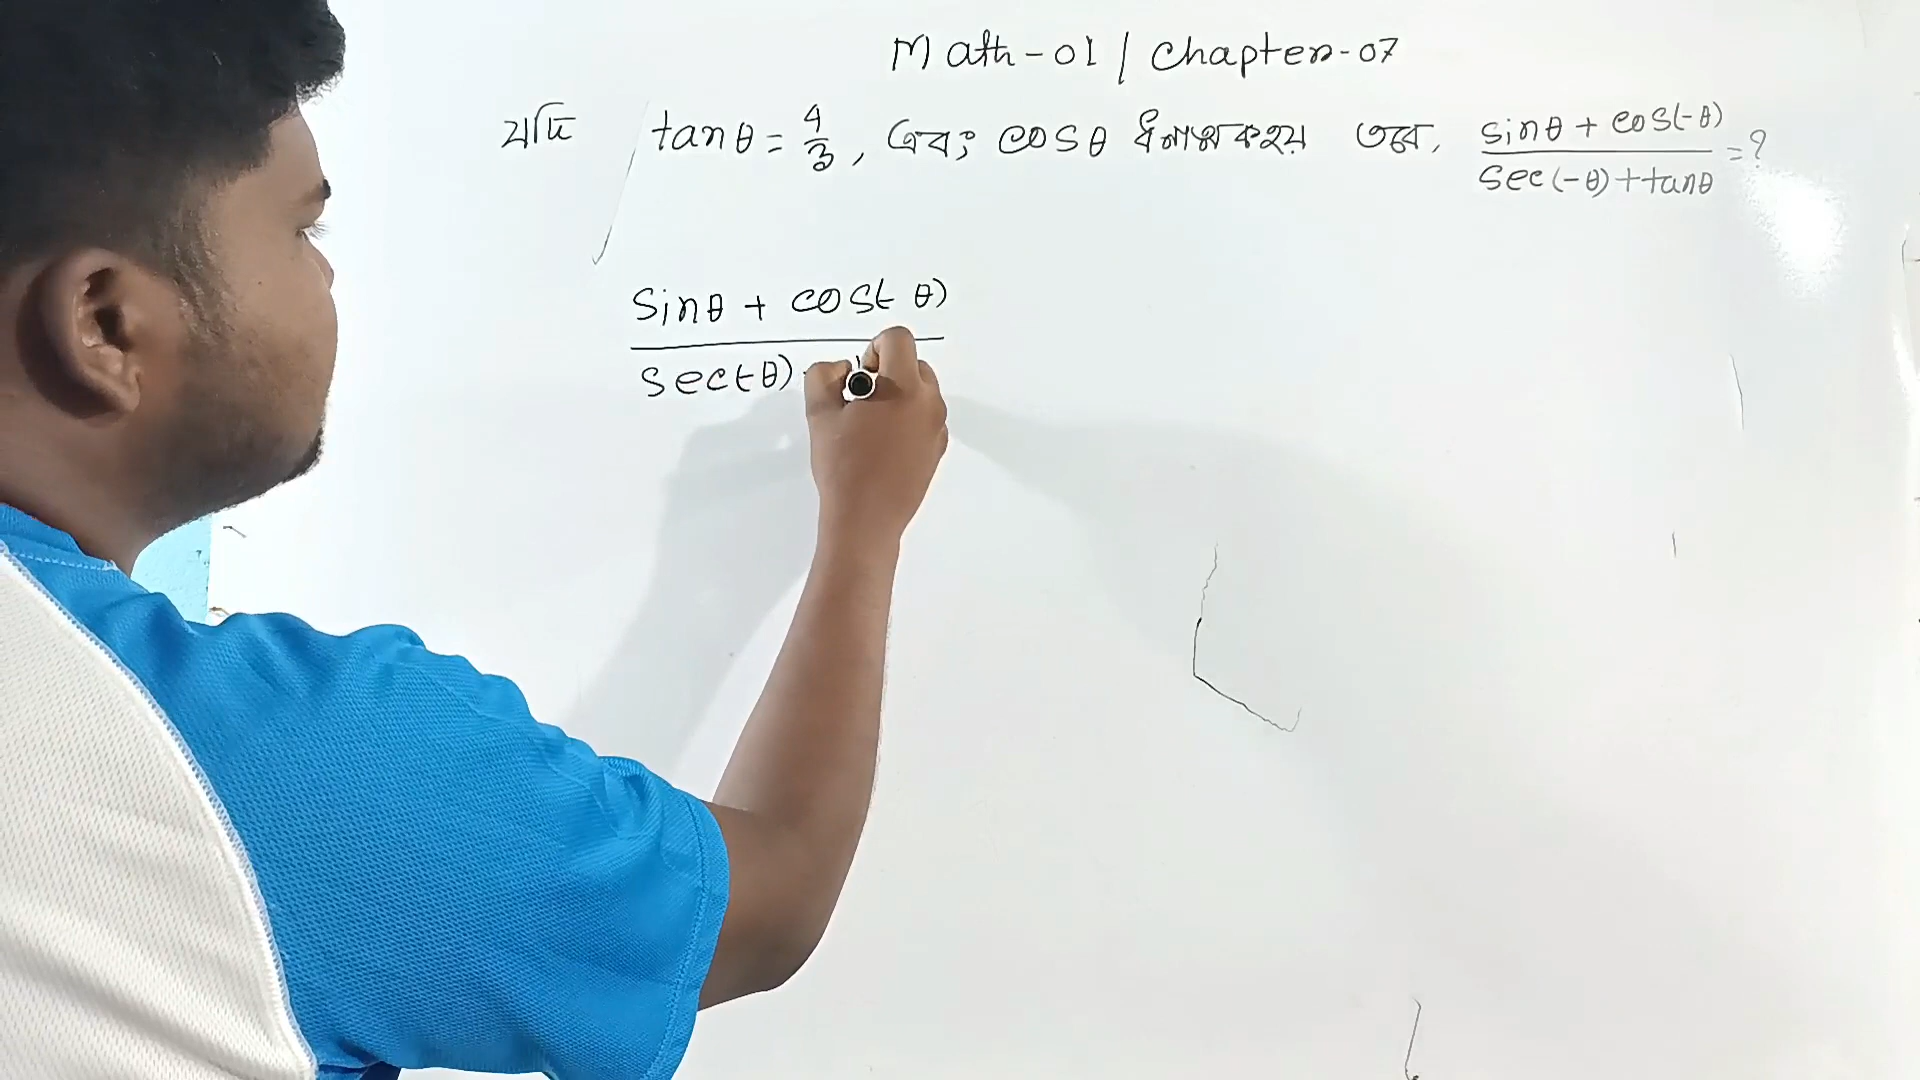 Math-01 / Chapter-07
যদি tanθ = 4/3, এবং cosθ ঋনাত্মক হয় তবে, sinθ + cos(-θ) / sec(-θ) + tanθ = ?
sinθ + cos(-θ)
sec(-θ)